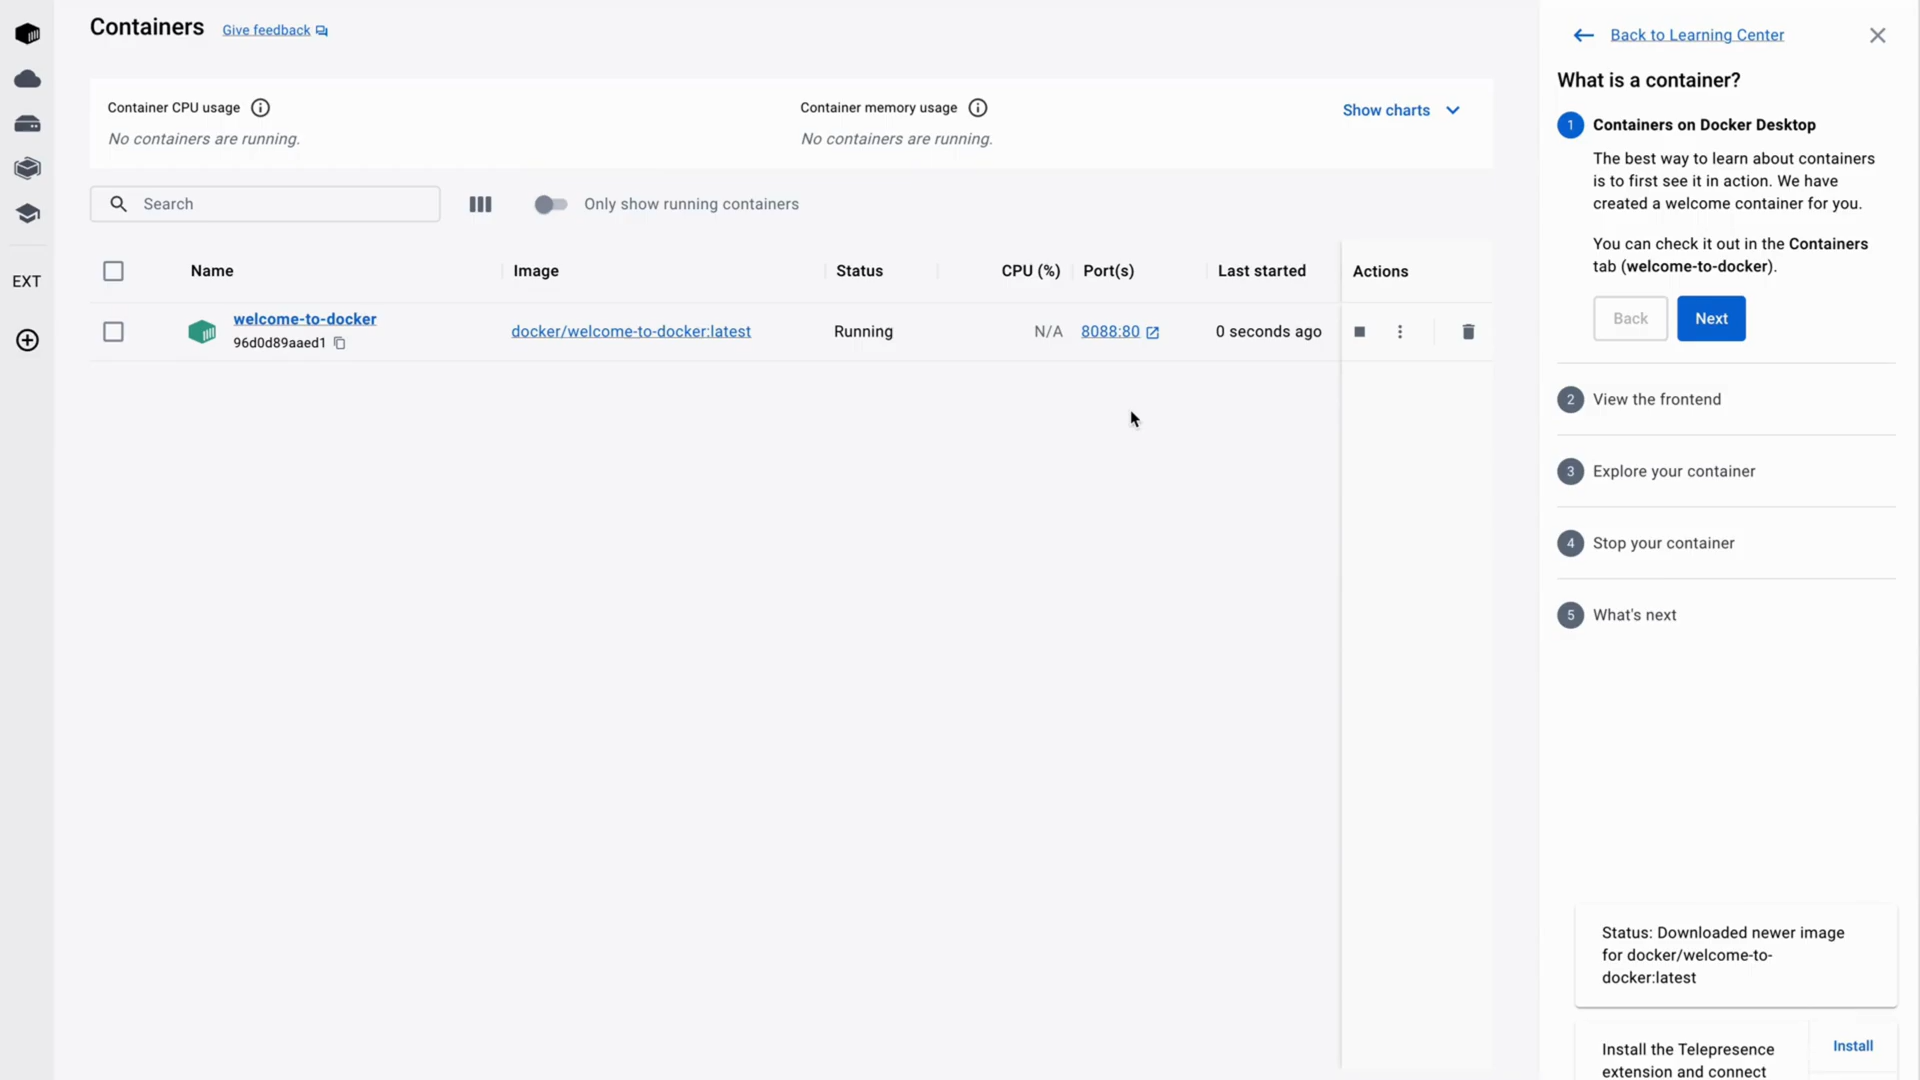 Containers
Give feedback
Container CPU usage
No containers are running.
Container memory usage
No containers are running.
Show charts
Search
Only show running containers
Name
Image
Status
CPU (%)
Port(s)
Last started
Actions
welcome-to-docker
96d0d89aaed1
docker/welcome-to-docker:latest
Running
N/A
8088:80
0 seconds ago
EXT
Back to Learning Center
What is a container?
1 Containers on Docker Desktop
The best way to learn about containers
is to first see it in action. We have
created a welcome container for you.
You can check it out in the Containers
tab (welcome-to-docker).
Back
Next
2 View the frontend
3 Explore your container
4 Stop your container
5 What's next
Status: Downloaded newer image
for docker/welcome-to-
docker:latest
Install the Telepresence
extension and connect
Install